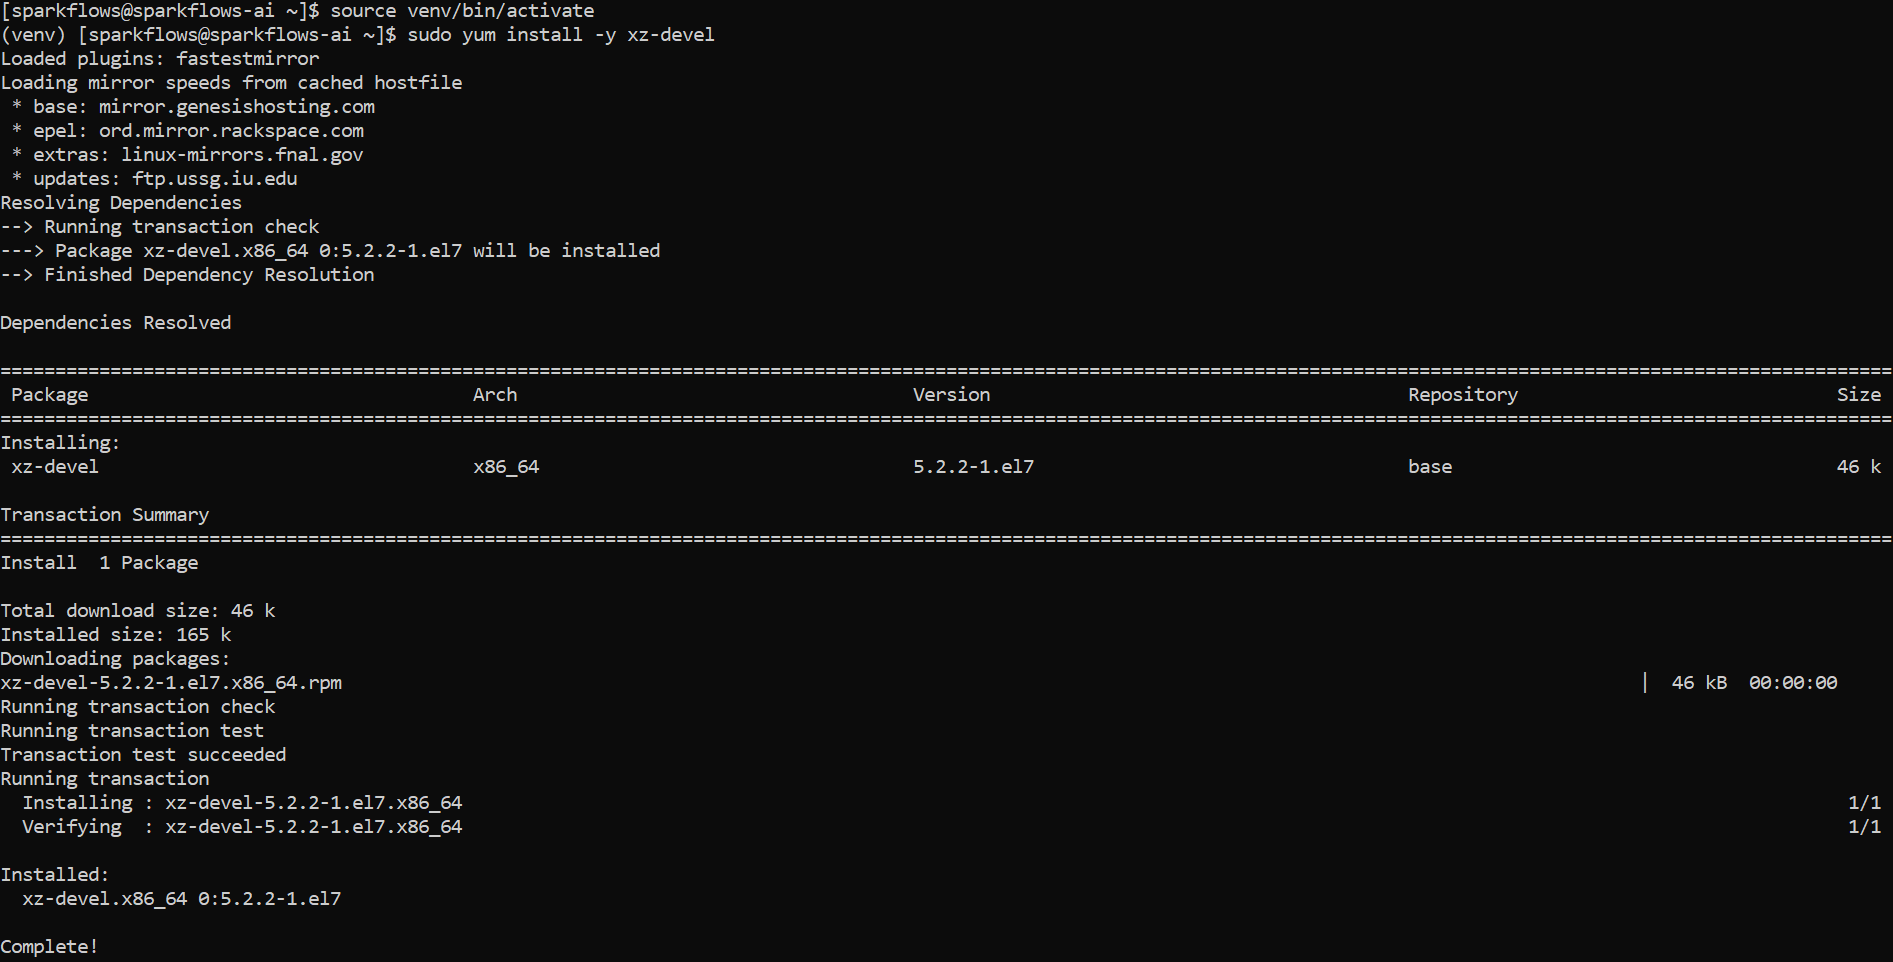 [sparkflows@sparkflows-ai ~]$ source venv/bin/activate
(venv) [sparkflows@sparkflows-ai ~]$ sudo yum install -y xz-devel
Loaded plugins: fastestmirror
Loading mirror speeds from cached hostfile
 * base: mirror.genesishosting.com
 * epel: ord.mirror.rackspace.com
 * extras: linux-mirrors.fnal.gov
 * updates: ftp.ussg.iu.edu
Resolving Dependencies
--> Running transaction check
---> Package xz-devel.x86_64 0:5.2.2-1.el7 will be installed
--> Finished Dependency Resolution

Dependencies Resolved

================================================================================
 Package Arch Version Repository Size
================================================================================
Installing:
 xz-devel x86_64 5.2.2-1.el7 base 46 k

Transaction Summary
================================================================================
Install  1 Package

Total download size: 46 k
Installed size: 165 k
Downloading packages:
xz-devel-5.2.2-1.el7.x86_64.rpm | 46 kB 00:00:00
Running transaction check
Running transaction test
Transaction test succeeded
Running transaction
  Installing : xz-devel-5.2.2-1.el7.x86_64 1/1
  Verifying  : xz-devel-5.2.2-1.el7.x86_64 1/1

Installed:
  xz-devel.x86_64 0:5.2.2-1.el7

Complete!